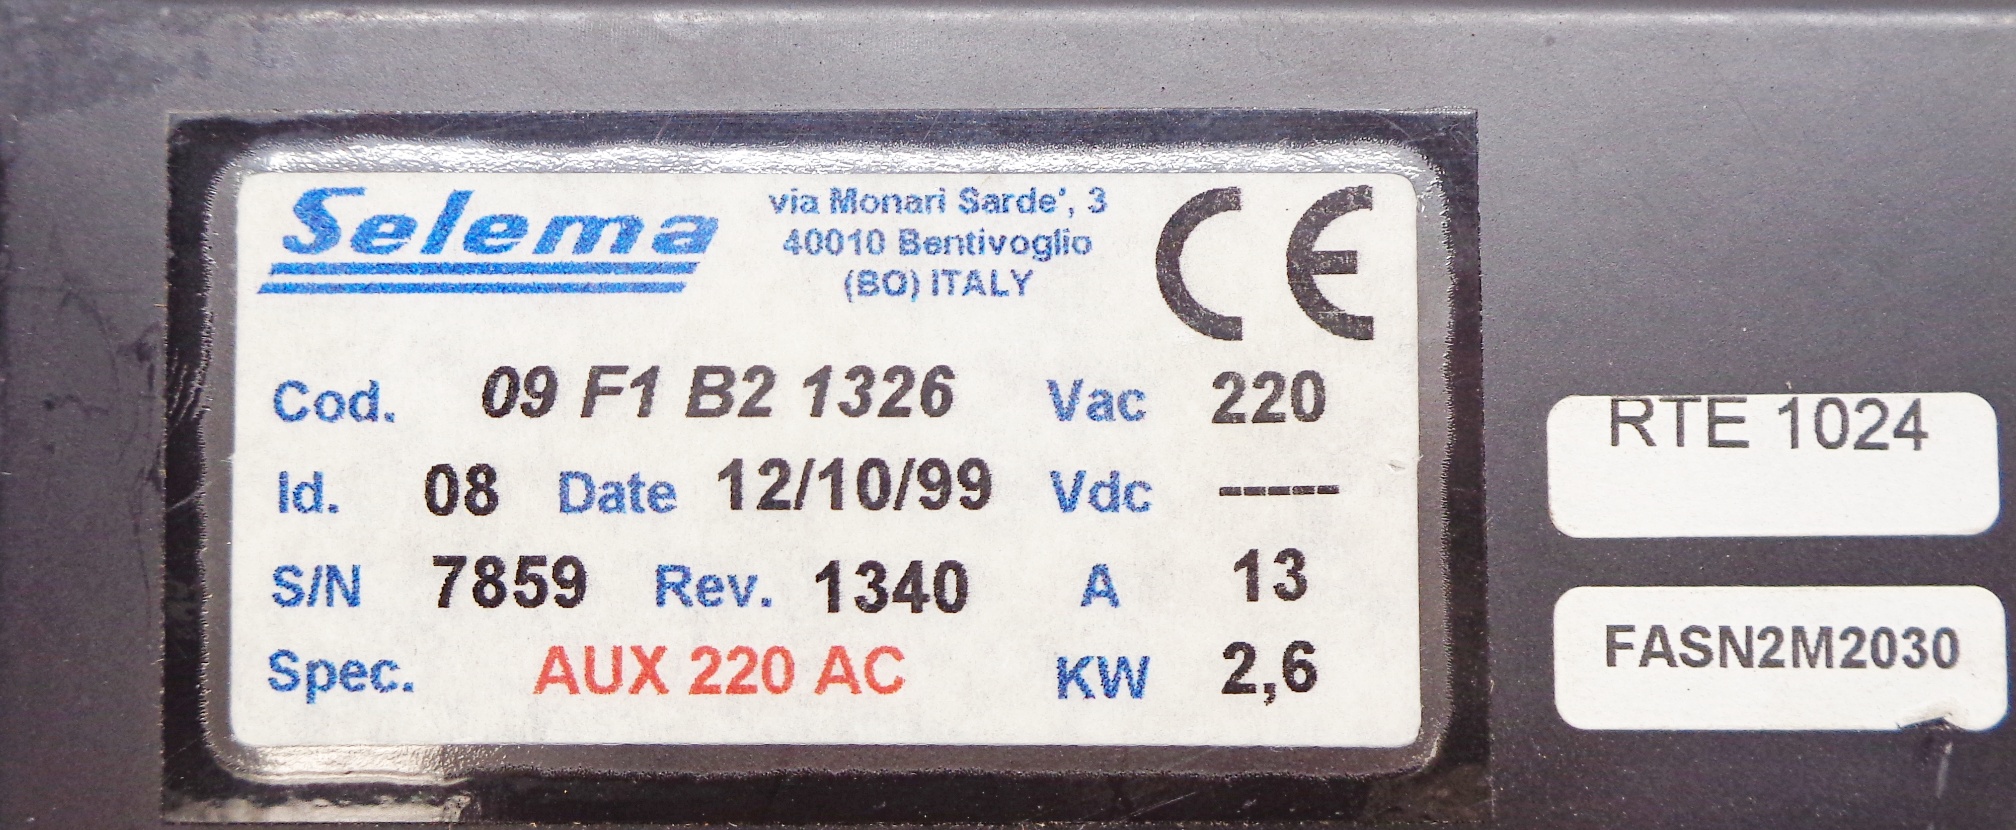 Selema
via Monari Sarde', 3
40010 Bentivoglio
(BO) ITALY
CE
Cod. 09 F1 B2 1326 Vac 220
Id. 08 Date 12/10/99 Vdc -----
S/N 7859 Rev. 1340 A 13
Spec. AUX 220 AC KW 2,6
RTE 1024
FASN2M2030